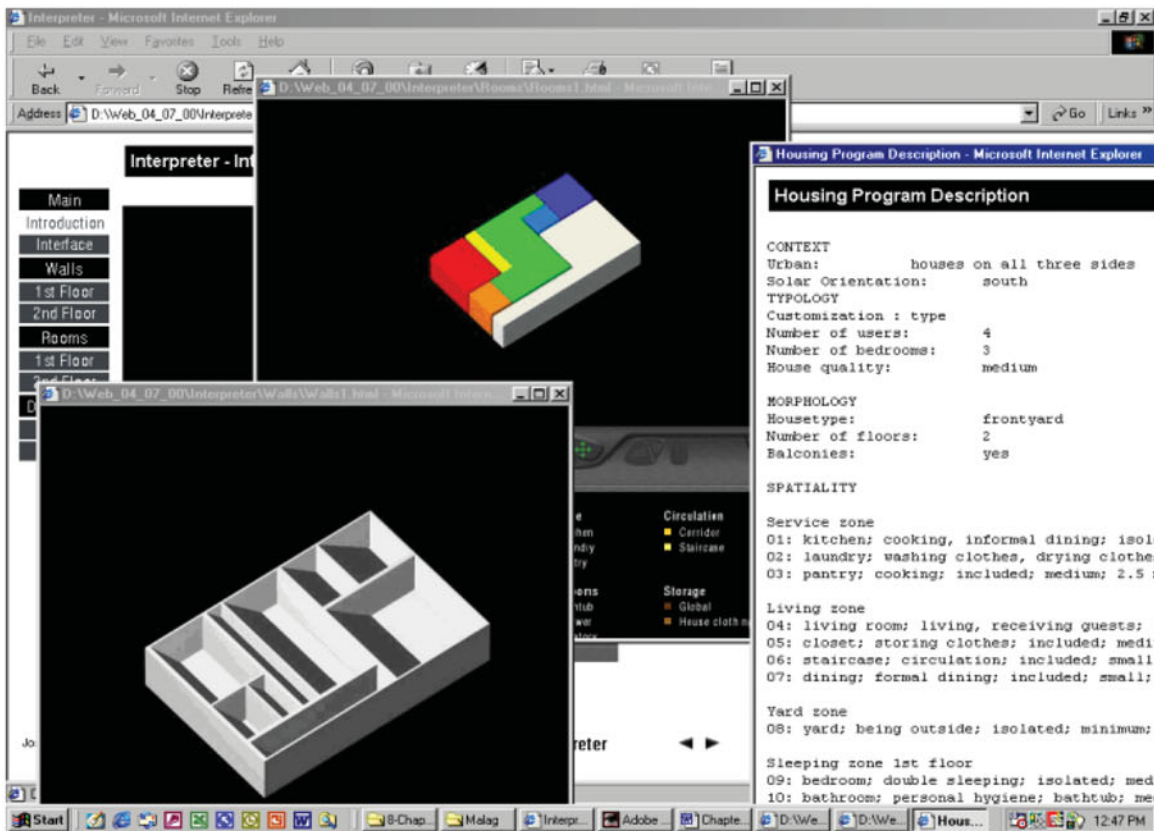 Interpreter - Microsoft Internet Explorer
File Edit View Favorites Tools Help
Back Forward Stop Refre
Address D:\Web_04_07_00\Interprete
Go Links »
D:\Web_04_07_00\Interpreter\Rooms\Rooms1.html - Microsoft Inte...
Interpreter - Int
Main
Introduction
Interface
Walls
1st Floor
2nd Floor
Rooms
1st Floor
2nd Floor
D:\Web_04_07_00\Interpreter\Walls\Walls1.html - Microsoft Intern...
Circulation
Corridor
Staircase
Storage
Global
House cloth
reter
Housing Program Description - Microsoft Internet Explorer
Housing Program Description
CONTEXT
Urban: houses on all three sides
Solar Orientation: south
TYPOLOGY
Customization : type
Number of users: 4
Number of bedrooms: 3
House quality: medium
MORPHOLOGY
Housetype: frontyard
Number of floors: 2
Balconies: yes
SPATIALITY
Service zone
01: kitchen; cooking, informal dining; isol
02: laundry; washing clothes, drying clothe
03: pantry; cooking; included; medium; 2.5
Living zone
04: living room; living, receiving guests;
05: closet; storing clothes; included; medi
06: staircase; circulation; included; small
07: dining; formal dining; included; small;
Yard zone
08: yard; being outside; isolated; minimum;
Sleeping zone 1st floor
09: bedroom; double sleeping; isolated; med
10: bathroom; personal hygiene; bathtub; me
Start 8-Chap... Malag Interpr... Adobe ... Chapte... D:\We... D:\We... Hous... 12:47 PM